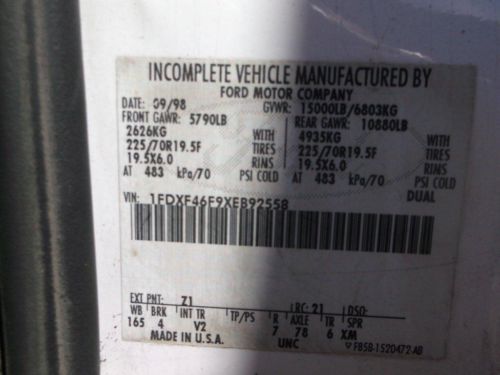 INCOMPLETE VEHICLE MANUFACTURED BY
FORD MOTOR COMPANY
DATE: 09/98 GVWR: 15000LB/6803KG
FRONT GAWR: 5790LB REAR GAWR: 10880LB
2626KG WITH 4935KG WITH
225/70R19.5F TIRES 225/70R19.5F TIRES
19.5X6.0 RIMS 19.5X6.0 RIMS
AT 483 kPa/70 PSI COLD AT 483 kPa/70 PSI COLD
VIN: 1FDXF46F9XEB92558 DUAL
EXT PNT: Z1 RC: 21 DSO:
WB BRK INT TR TP/PS R AXLE TR SPR
165 4 V2 7 78 6 XM
MADE IN U.S.A. UNC F85B-1520472-AB